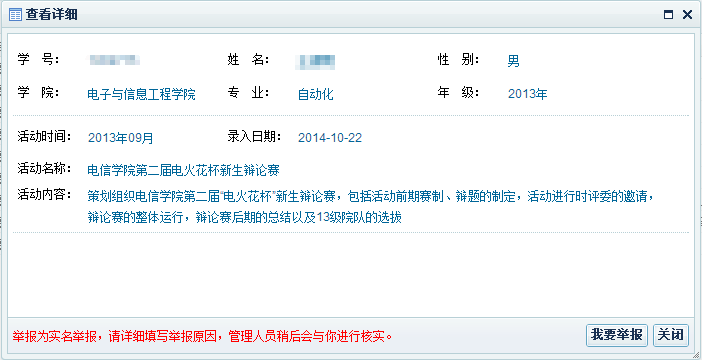 查看详细
学 号： 姓 名： 性 别： 男
学 院： 电子与信息工程学院 专 业： 自动化 年 级： 2013年
活动时间： 2013年09月 录入日期： 2014-10-22
活动名称： 电信学院第二届电火花杯新生辩论赛
活动内容： 策划组织电信学院第二届“电火花杯”新生辩论赛，包括活动前期赛制、辩题的制定，活动进行时评委的邀请，
辩论赛的整体运行，辩论赛后期的总结以及13级院队的选拔
举报为实名举报，请详细填写举报原因，管理人员稍后会与你进行核实。 我要举报 关闭